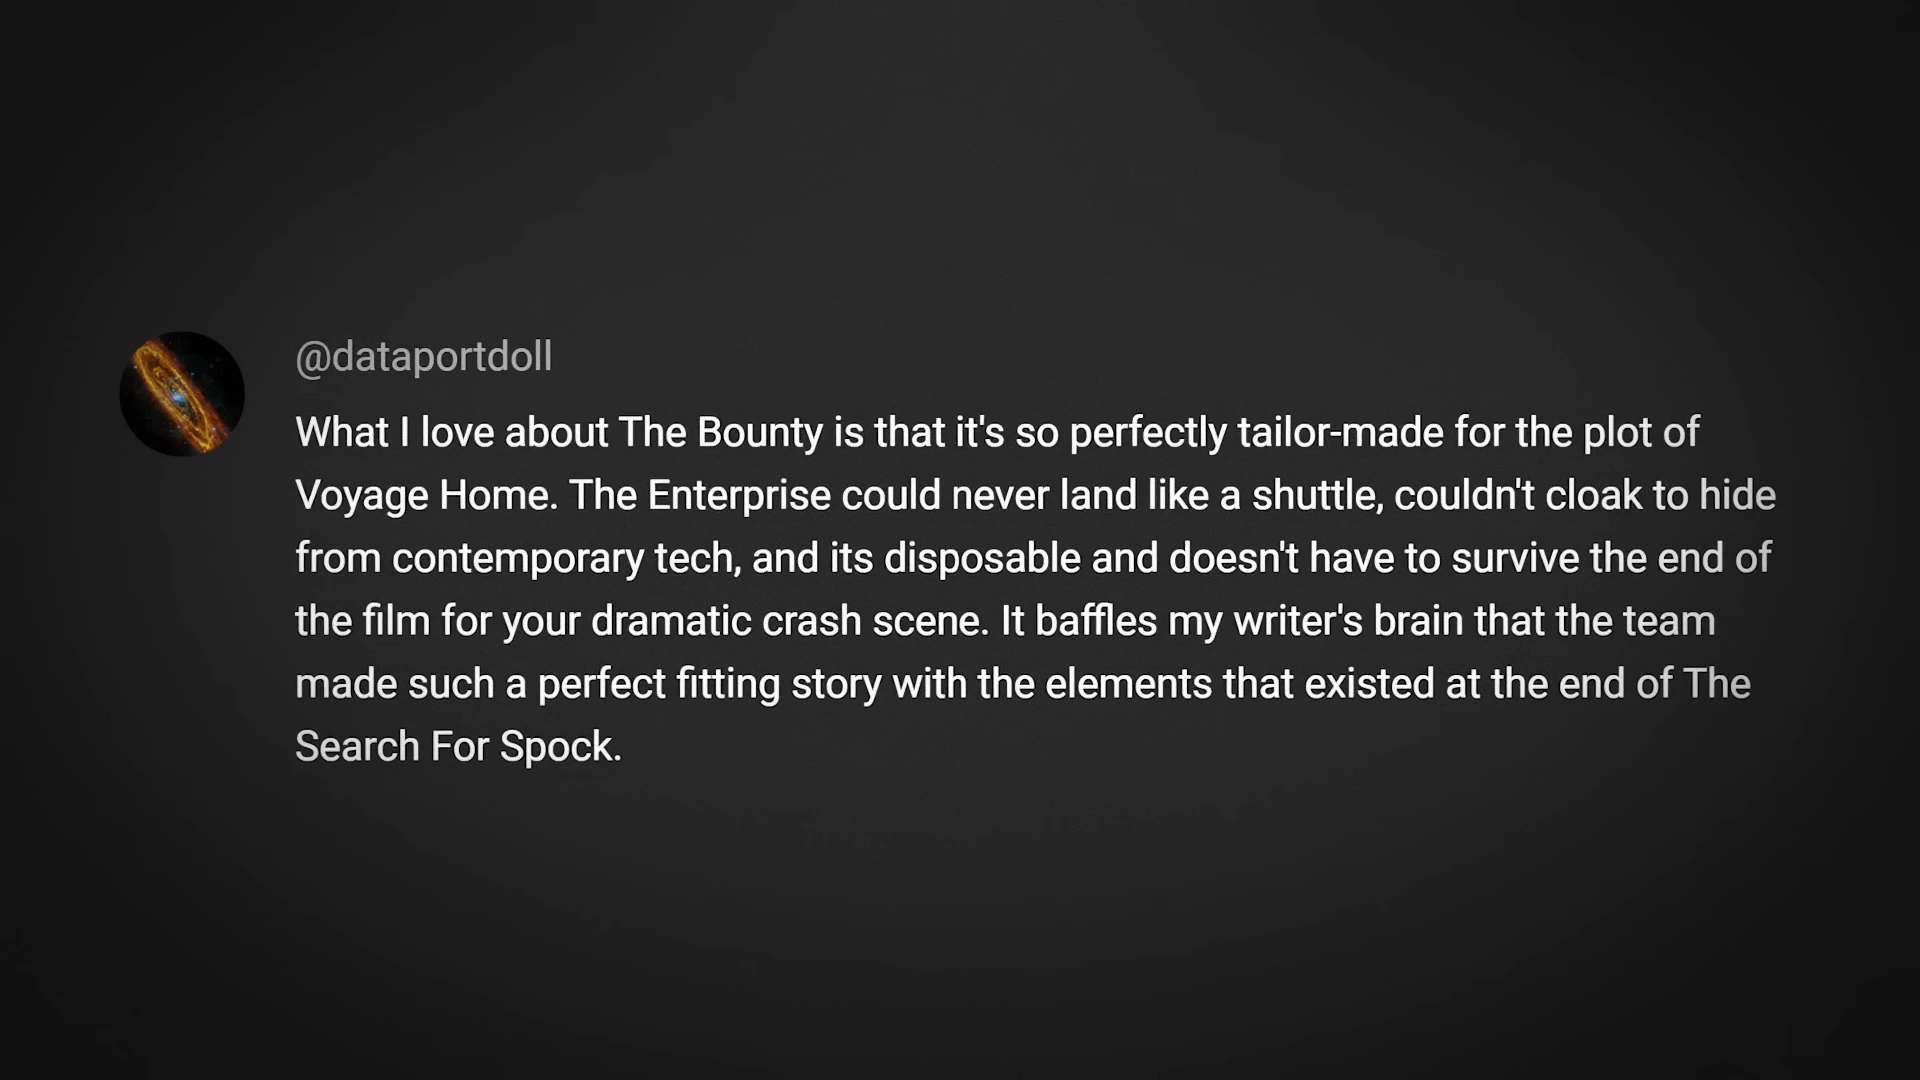 @dataportdoll
What I love about The Bounty is that it's so perfectly tailor-made for the plot of
Voyage Home. The Enterprise could never land like a shuttle, couldn't cloak to hide
from contemporary tech, and its disposable and doesn't have to survive the end of
the film for your dramatic crash scene. It baffles my writer's brain that the team
made such a perfect fitting story with the elements that existed at the end of The
Search For Spock.